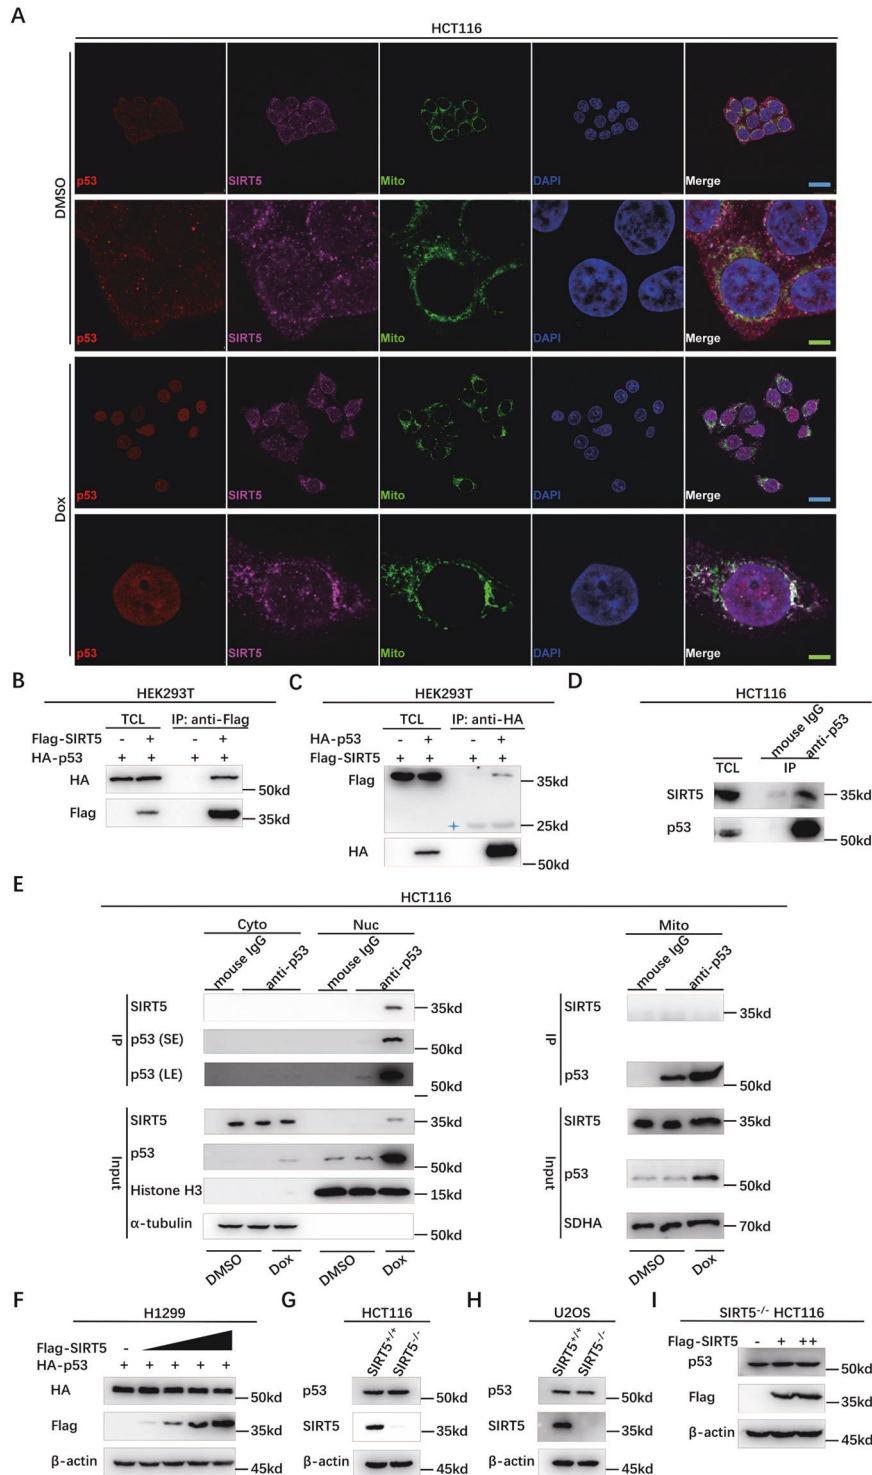 A
HCT116
DMSO
p53 SIRT5 Mito DAPI Merge
p53 SIRT5 Mito DAPI Merge
Dox
p53 SIRT5 Mito DAPI Merge
p53 SIRT5 Mito DAPI Merge
B
HEK293T
TCL IP: anti-Flag
Flag-SIRT5 - + - +
HA-p53 + + + +
HA 50kd
Flag 35kd
C
HEK293T
TCL IP: anti-HA
HA-p53 - + - +
Flag-SIRT5 + + + +
Flag 35kd
25kd
HA 50kd
D
HCT116
mouse IgG anti-p53
TCL IP
SIRT5 35kd
p53 50kd
E
HCT116
Cyto Nuc
mouse IgG anti-p53 mouse IgG anti-p53
IP
SIRT5 35kd
p53 (SE) 50kd
p53 (LE) 50kd
Input
SIRT5 35kd
p53 50kd
Histone H3 15kd
α-tubulin 50kd
DMSO Dox DMSO Dox
Mito
mouse IgG anti-p53
IP
SIRT5 35kd
p53 50kd
Input
SIRT5 35kd
p53 50kd
SDHA 70kd
DMSO Dox
F
H1299
Flag-SIRT5 -
HA-p53 + + + + +
HA 50kd
Flag 35kd
β-actin 45kd
G
HCT116
SIRT5+/+ SIRT5-/-
p53 50kd
SIRT5 35kd
β-actin 45kd
H
U2OS
SIRT5+/+ SIRT5-/-
p53 50kd
SIRT5 35kd
β-actin 45kd
I
SIRT5-/- HCT116
Flag-SIRT5 - + ++
p53 50kd
Flag 35kd
β-actin 45kd